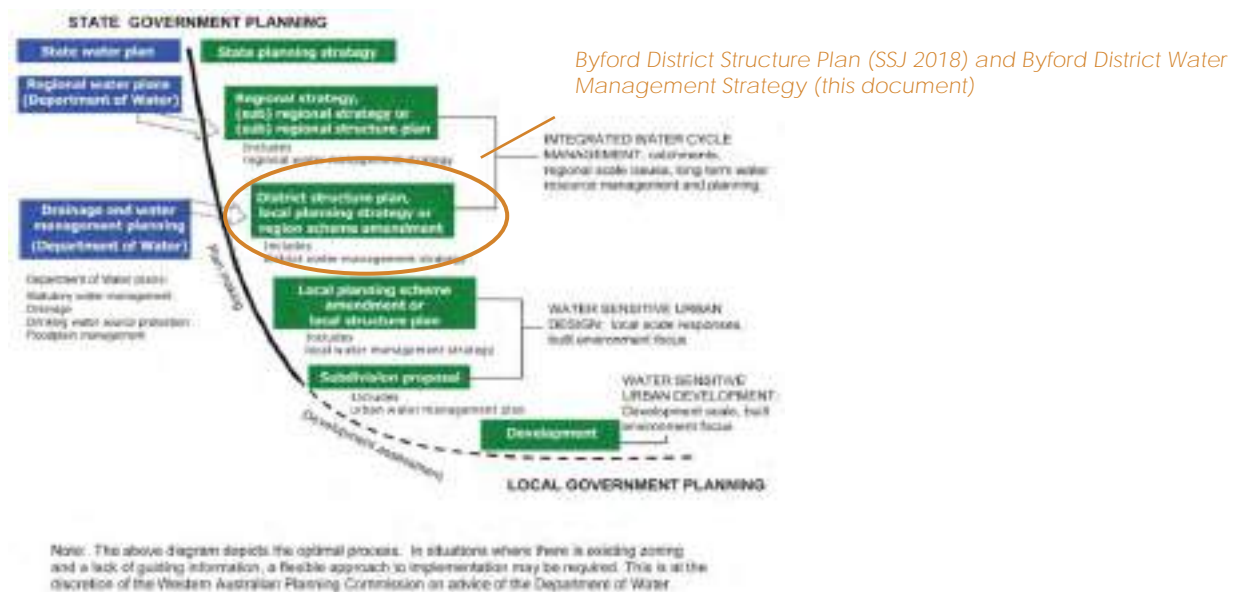 STATE GOVERNMENT PLANNING
State water plan
State planning strategy
Byford District Structure Plan (SSJ 2018) and Byford District Water
Management Strategy (this document)
Regional water plans
(Department of Water)
Regional strategy,
(sub) regional strategy or
(sub) regional structure plan
Includes
regional water management strategy
INTEGRATED WATER CYCLE
MANAGEMENT: catchments,
regional scale issues, long term water
resource management and planning
Drainage and water
management planning
(Department of Water)
District structure plan,
local planning strategy or
region scheme amendment
Includes
district water management strategy
Plan making
Department of Water plans:
Statutory water management
Drainage
Drinking water source protection
Floodplain management
Local planning scheme
amendment or
local structure plan
Includes
local water management strategy
WATER SENSITIVE URBAN
DESIGN: local scale responses,
built environment focus
Subdivision proposal
Includes
urban water management plan
WATER SENSITIVE
URBAN DEVELOPMENT:
Development scale, built
environment focus
Development
Development assessment
LOCAL GOVERNMENT PLANNING
Note: The above diagram depicts the optimal process. In situations where there is existing zoning
and a lack of guiding information, a flexible approach to implementation may be required. This is at the
discretion of the Western Australian Planning Commission on advice of the Department of Water